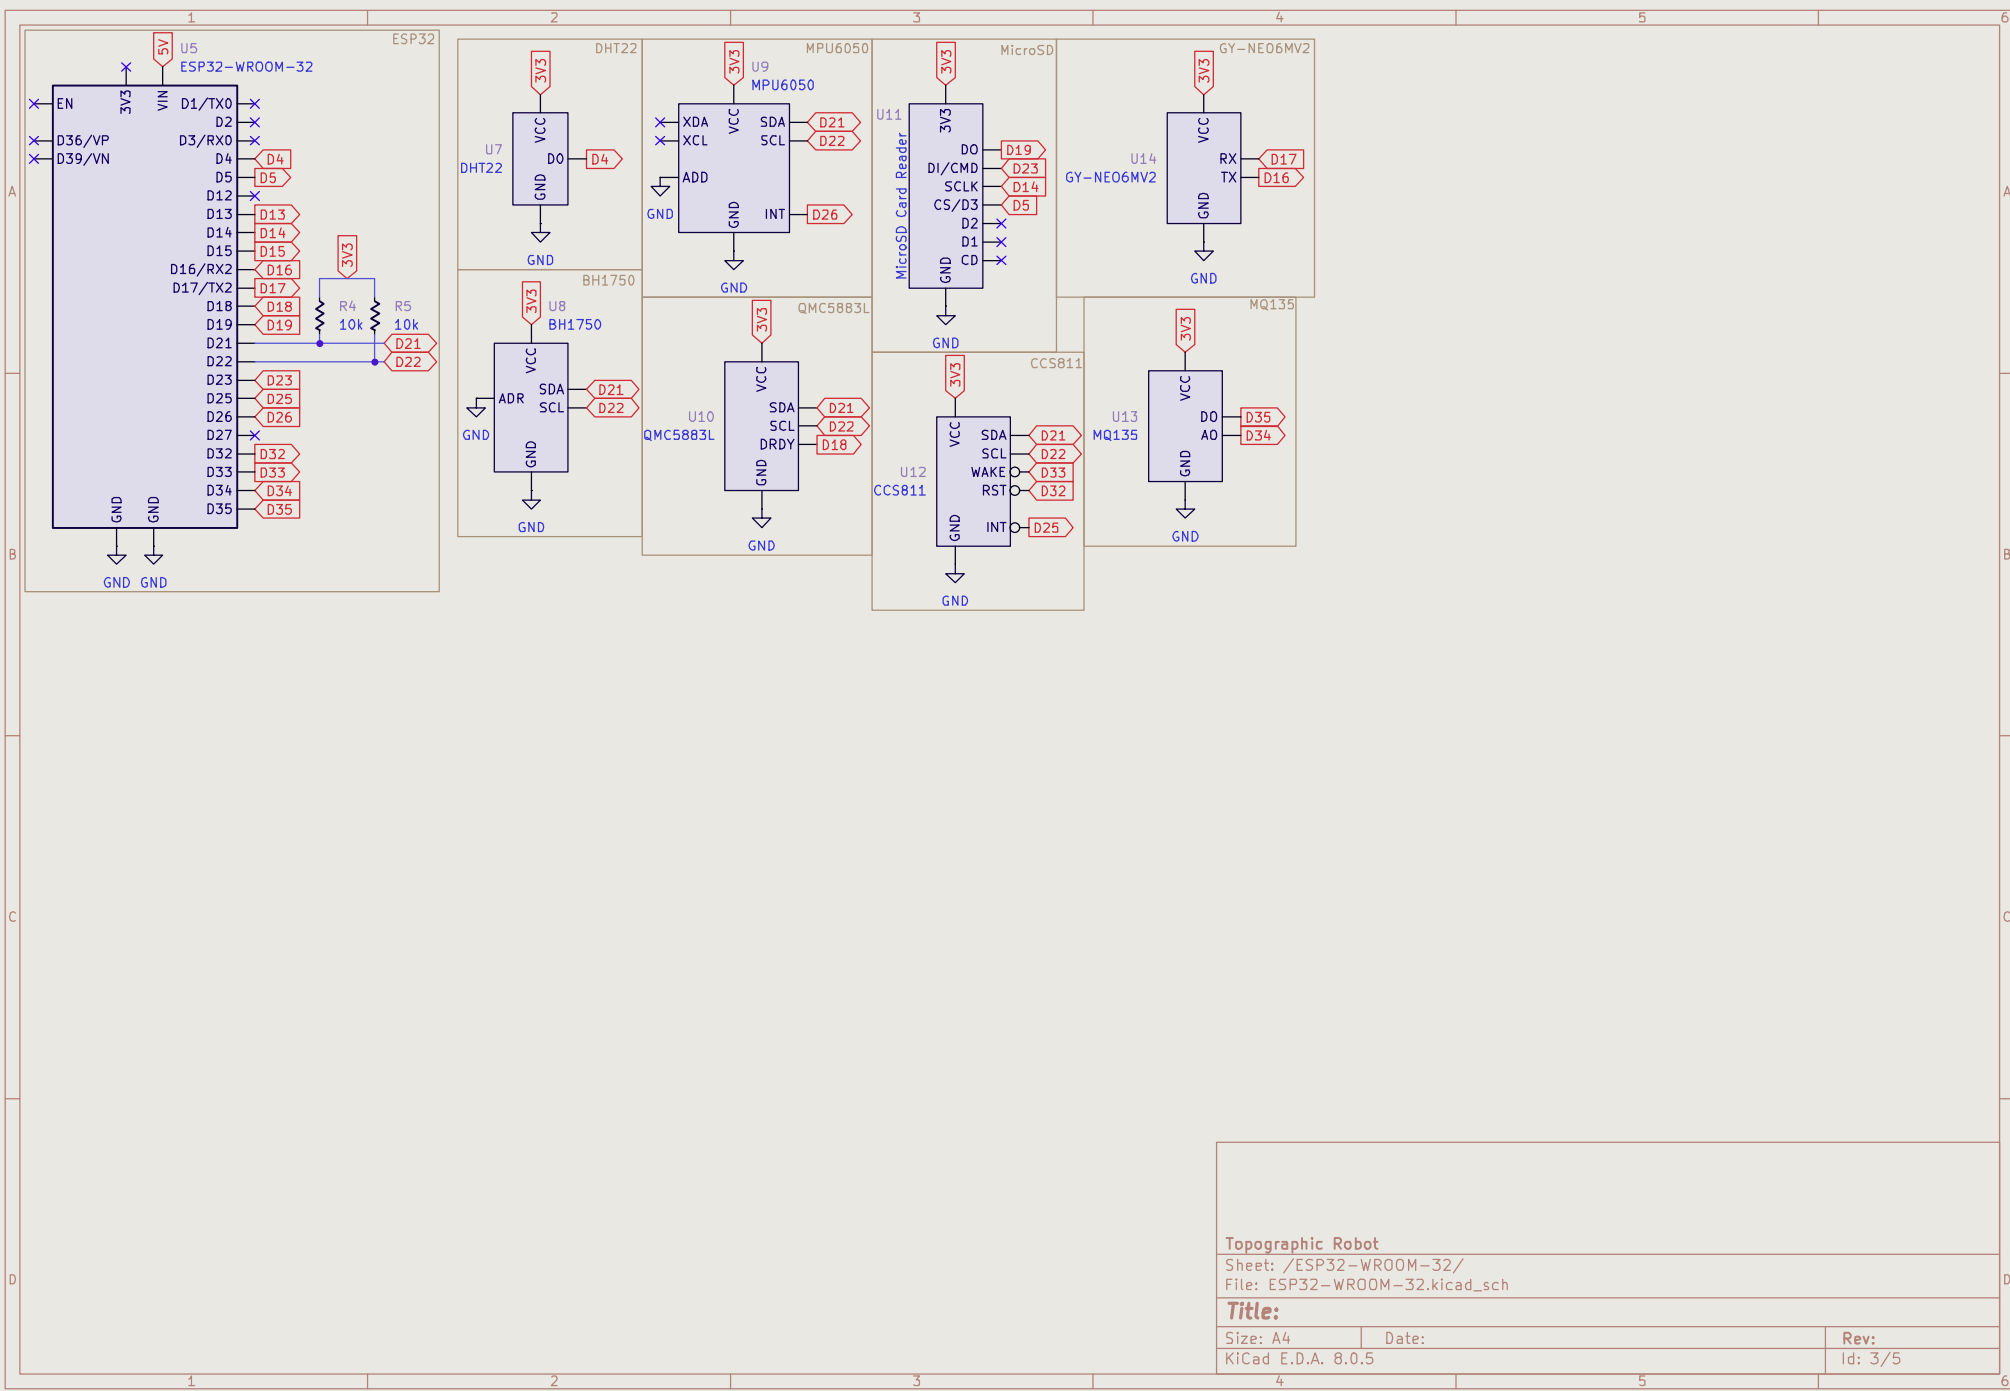 1 2 3 4 5 6
A
B
C
D
ESP32
5V
U5
ESP32-WROOM-32
3V3
VIN
EN
D36/VP
D39/VN
D1/TX0
D2
D3/RX0
D4 D4
D5 D5
D12
D13 D13
D14 D14
D15 D15
D16/RX2 D16
D17/TX2 D17
D18 D18
D19 D19
D21 D21
D22 D22
D23 D23
D25 D25
D26 D26
D27
D32 D32
D33 D33
D34 D34
D35 D35
3V3
R4
10k
R5
10k
GND GND
GND GND
DHT22
3V3
U7
DHT22
VCC
DO D4
GND
GND
BH1750
3V3
U8
BH1750
VCC
ADR
GND
SDA D21
SCL D22
GND
GND
MPU6050
3V3
U9
MPU6050
XDA
XCL
ADD
GND
VCC
SDA D21
SCL D22
INT D26
GND
GND
QMC5883L
3V3
U10
QMC5883L
VCC
SDA D21
SCL D22
DRDY D18
GND
GND
MicroSD
3V3
U11
MicroSD Card Reader
3V3
DO D19
DI/CMD D23
SCLK D14
CS/D3 D5
D2
D1
CD
GND
GND
CCS811
3V3
U12
CCS811
VCC
SDA D21
SCL D22
WAKE D33
RST D32
INT D25
GND
GND
GY-NEO6MV2
3V3
U14
GY-NEO6MV2
VCC
RX D17
TX D16
GND
GND
MQ135
3V3
U13
MQ135
VCC
DO D35
AO D34
GND
GND
A
B
C
D
Topographic Robot
Sheet: /ESP32-WROOM-32/
File: ESP32-WROOM-32.kicad_sch
Title:
Size: A4 Date: Rev:
KiCad E.D.A. 8.0.5 Id: 3/5
1 2 3 4 5 6